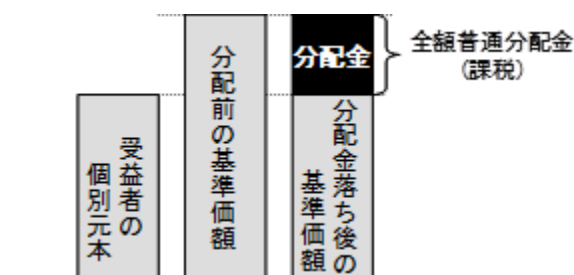 受益者の
個別元本
分配前の基準価額
分配金
分配金落ち後の
基準価額
全額普通分配金
(課税)